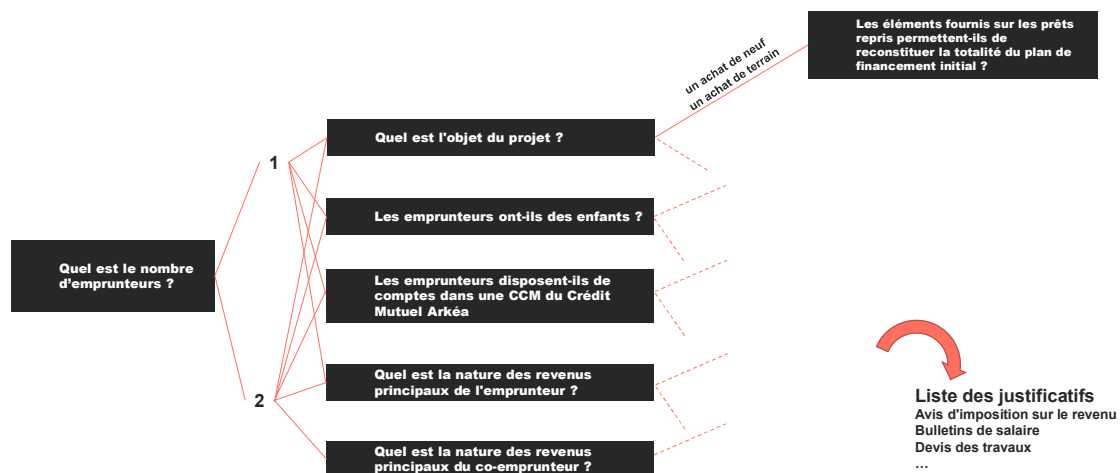 Les éléments fournis sur les prêts
repris permettent-ils de
reconstituer la totalité du plan de
financement initial ?
un achat de neuf
un achat de terrain
Quel est l'objet du projet ?
1
Les emprunteurs ont-ils des enfants ?
Quel est le nombre
d'emprunteurs ?
Les emprunteurs disposent-ils de
comptes dans une CCM du Crédit
Mutuel Arkéa
Quel est la nature des revenus
principaux de l'emprunteur ?
2
Quel est la nature des revenus
principaux du co-emprunteur ?
Liste des justificatifs
Avis d'imposition sur le revenu
Bulletins de salaire
Devis des travaux
…